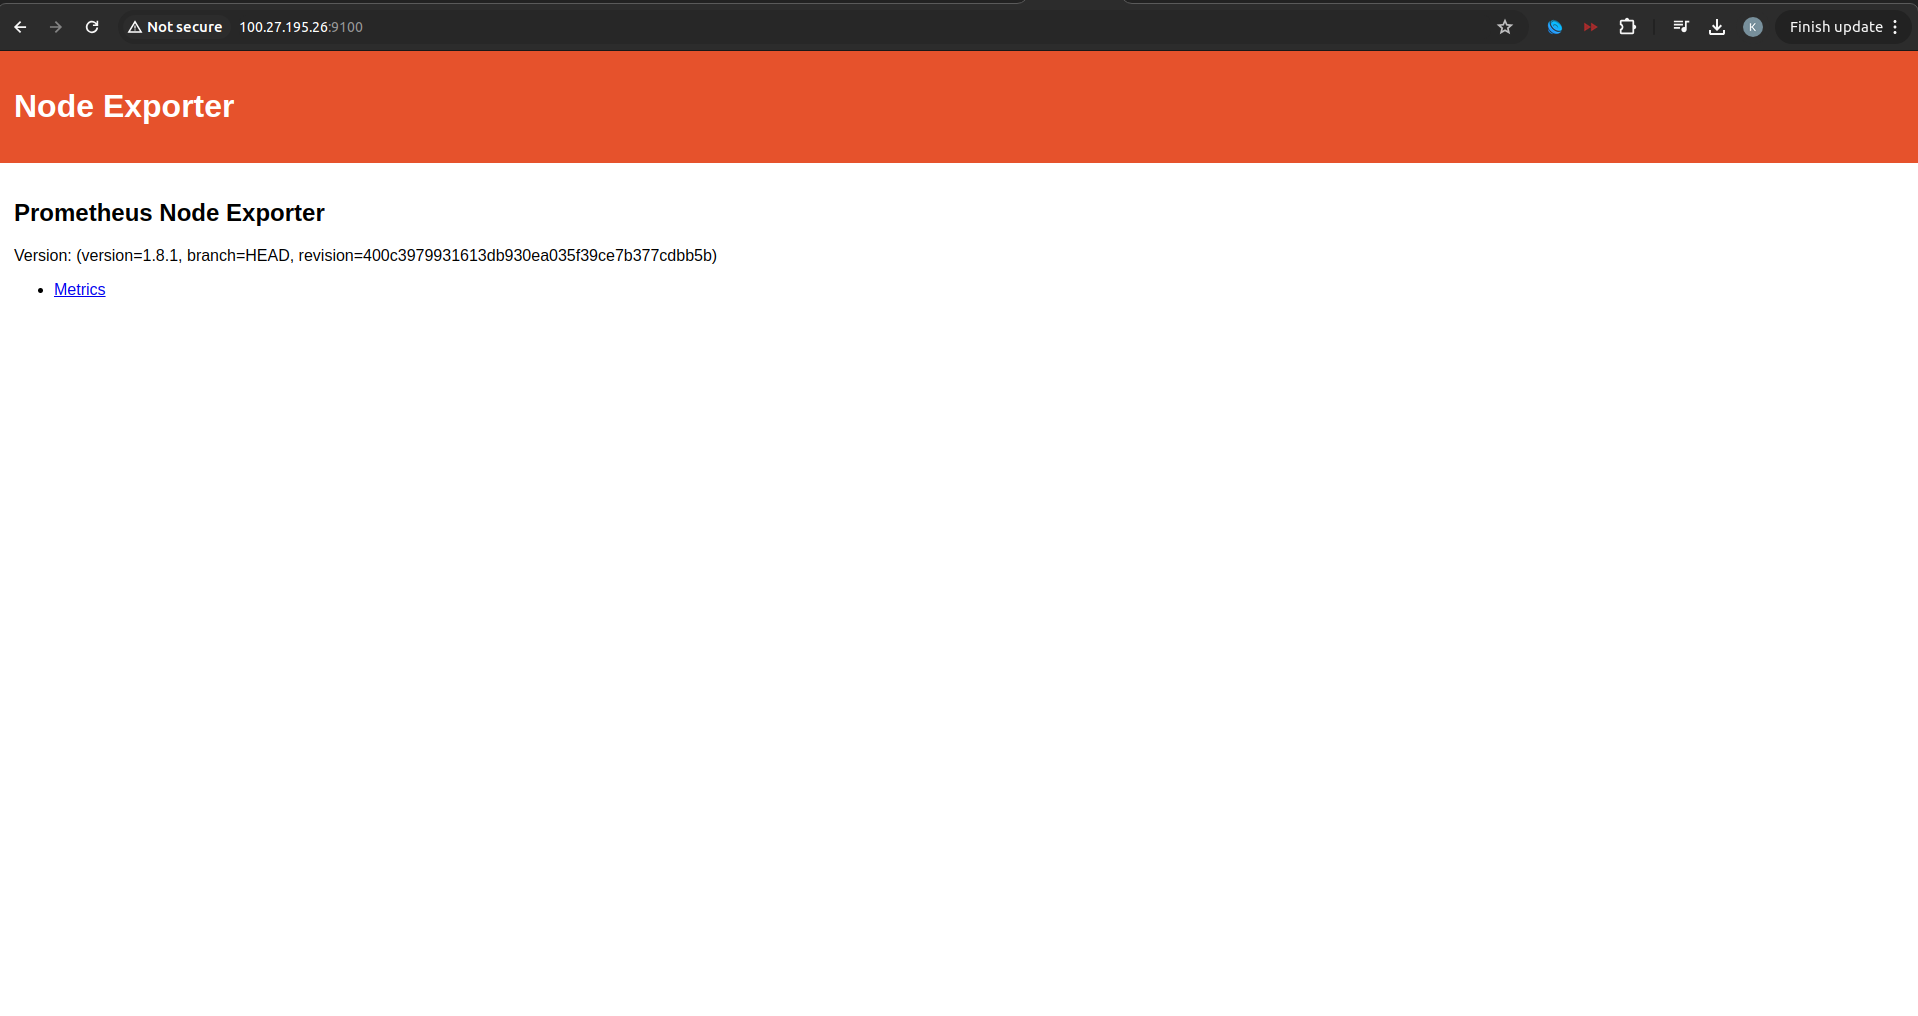 Not secure 100.27.195.26:9100 K Finish update
Node Exporter
Prometheus Node Exporter
Version: (version=1.8.1, branch=HEAD, revision=400c3979931613db930ea035f39ce7b377cdbb5b)
Metrics